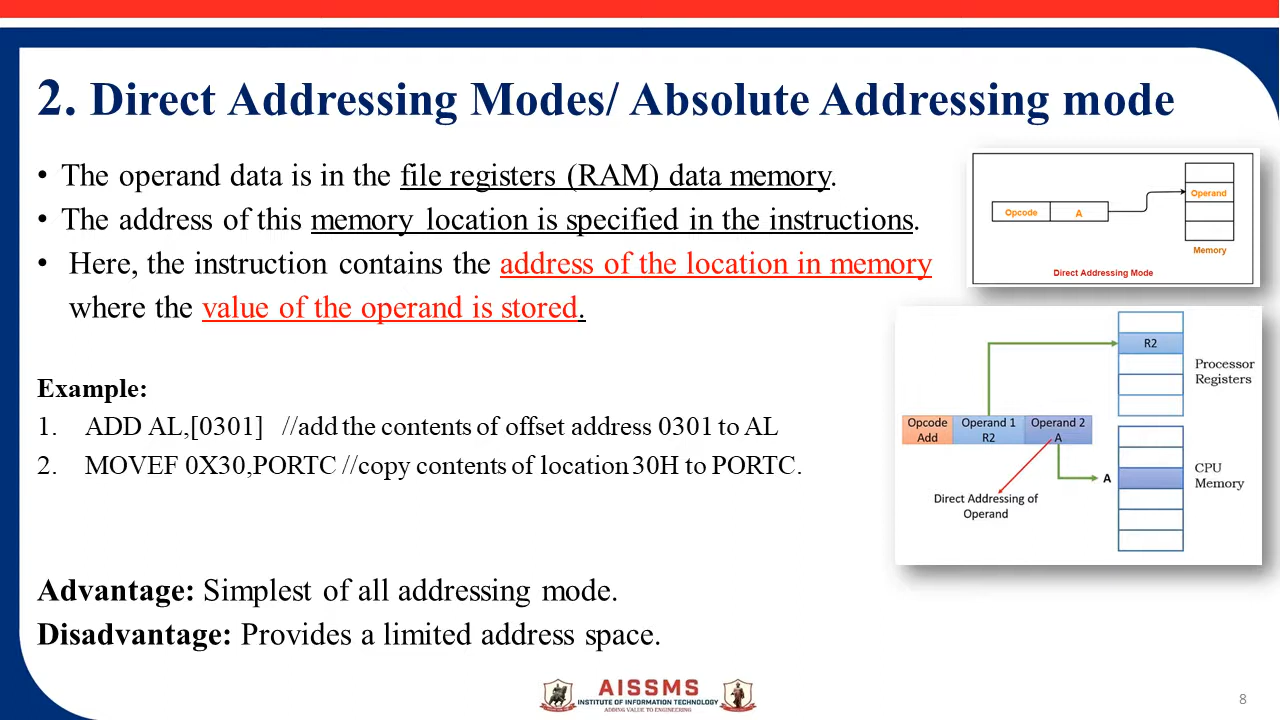 2. Direct Addressing Modes/ Absolute Addressing mode
• The operand data is in the file registers (RAM) data memory.
• The address of this memory location is specified in the instructions.
• Here, the instruction contains the address of the location in memory
where the value of the operand is stored.
Example:
1. ADD AL,[0301] //add the contents of offset address 0301 to AL
2. MOVEF 0X30,PORTC //copy contents of location 30H to PORTC.
Advantage: Simplest of all addressing mode.
Disadvantage: Provides a limited address space.
Operand
Opcode A
Memory
Direct Addressing Mode
R2
Processor
Registers
Opcode Operand 1 Operand 2
Add R2 A
CPU
Memory
A
Direct Addressing of
Operand
AISSMS
INSTITUTE OF INFORMATION TECHNOLOGY
ADDING VALUE TO ENGINEERING
8